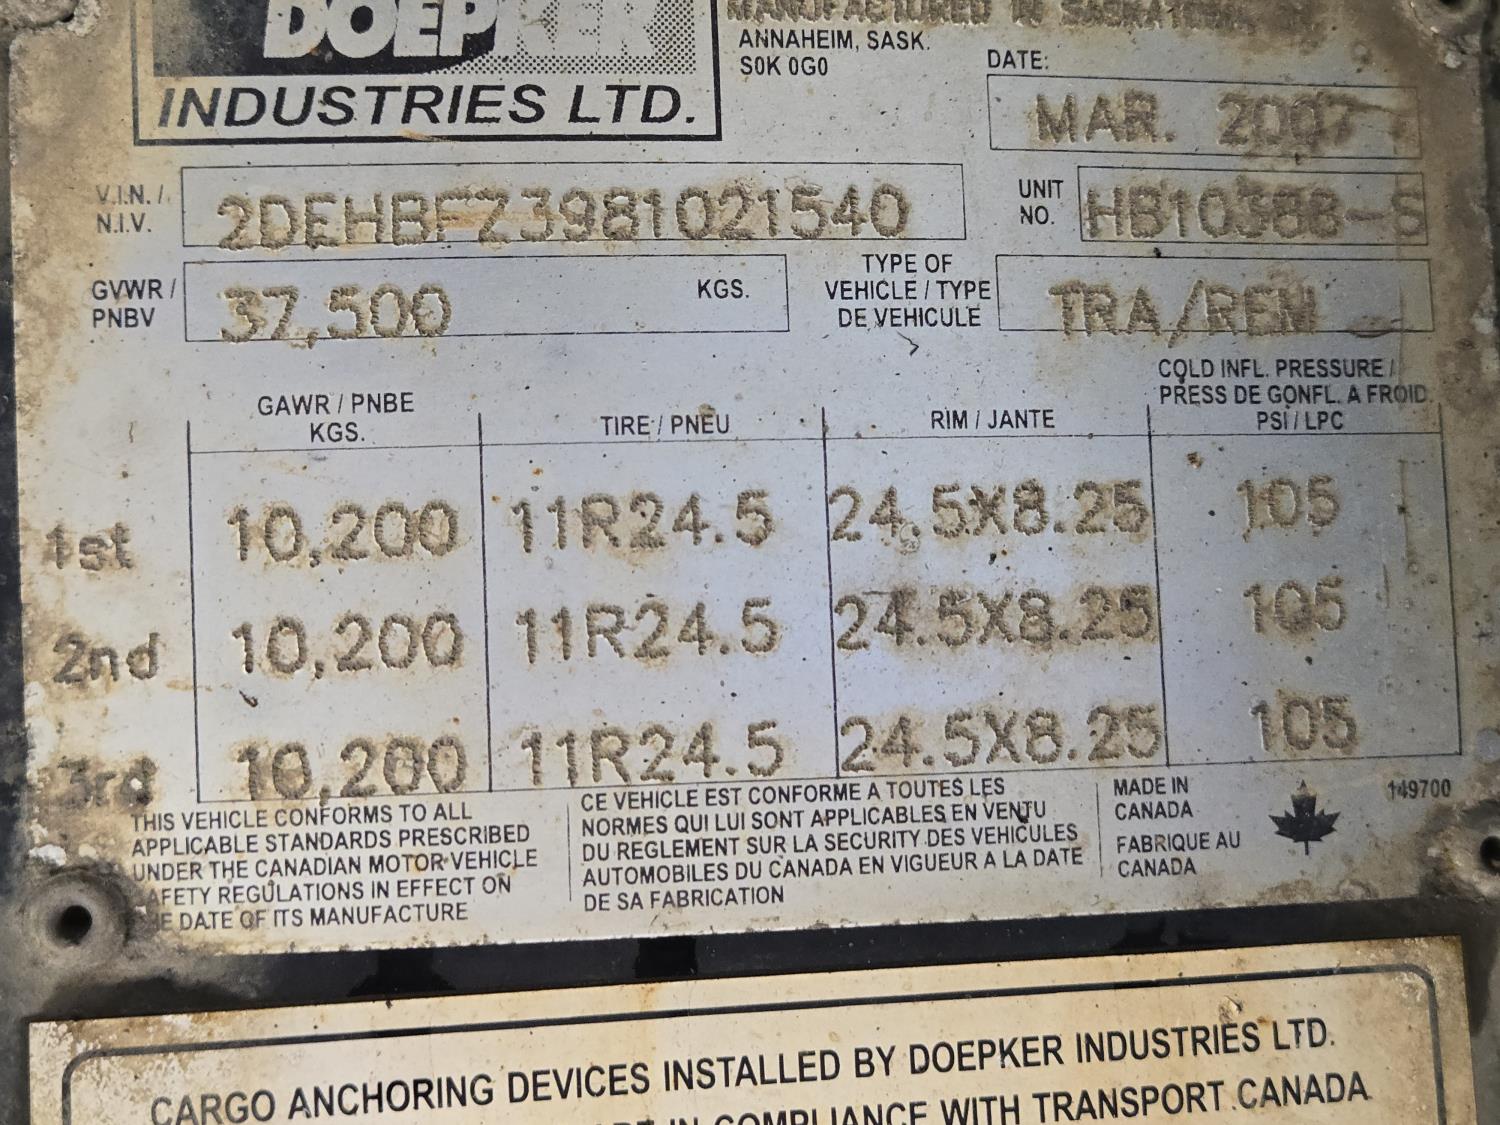 DOEPKER
INDUSTRIES LTD.
MANUFACTURED IN
ANNAHEIM, SASK.
S0K 0G0
DATE:
MAR. 2007
V.I.N. /
N.I.V.
2DEHBFZ3981021540
UNIT
NO.
HB10388-S
GVWR /
PNBV
37,500
KGS.
TYPE OF
VEHICLE / TYPE
DE VEHICULE
TRA/REM
GAWR / PNBE
KGS.
TIRE / PNEU
RIM / JANTE
COLD INFL. PRESSURE /
PRESS DE GONFL. A FROID
PSI / LPC
1st 10,200 11R24.5 24.5X8.25 105
2nd 10,200 11R24.5 24.5X8.25 105
3rd 10,200 11R24.5 24.5X8.25 105
THIS VEHICLE CONFORMS TO ALL
APPLICABLE STANDARDS PRESCRIBED
UNDER THE CANADIAN MOTOR VEHICLE
SAFETY REGULATIONS IN EFFECT ON
THE DATE OF ITS MANUFACTURE
CE VEHICLE EST CONFORME A TOUTES LES
NORMES QUI LUI SONT APPLICABLES EN VENTU
DU REGLEMENT SUR LA SECURITY DES VEHICULES
AUTOMOBILES DU CANADA EN VIGUEUR A LA DATE
DE SA FABRICATION
MADE IN
CANADA
FABRIQUE AU
CANADA
149700
CARGO ANCHORING DEVICES INSTALLED BY DOEPKER INDUSTRIES LTD.
IN COMPLIANCE WITH TRANSPORT CANADA